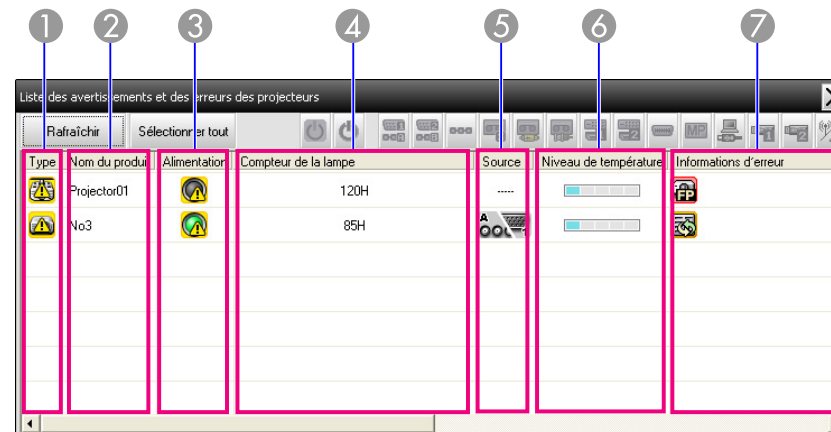 1 2 3 4 5 6 7
Liste des avertissements et des erreurs des projecteurs
Rafraîchir Sélectionner tout
Type Nom du produi Alimentation Compteur de la lampe Source Niveau de température Informations d'erreur
Projector01 120H ----- FP
No3 85H A